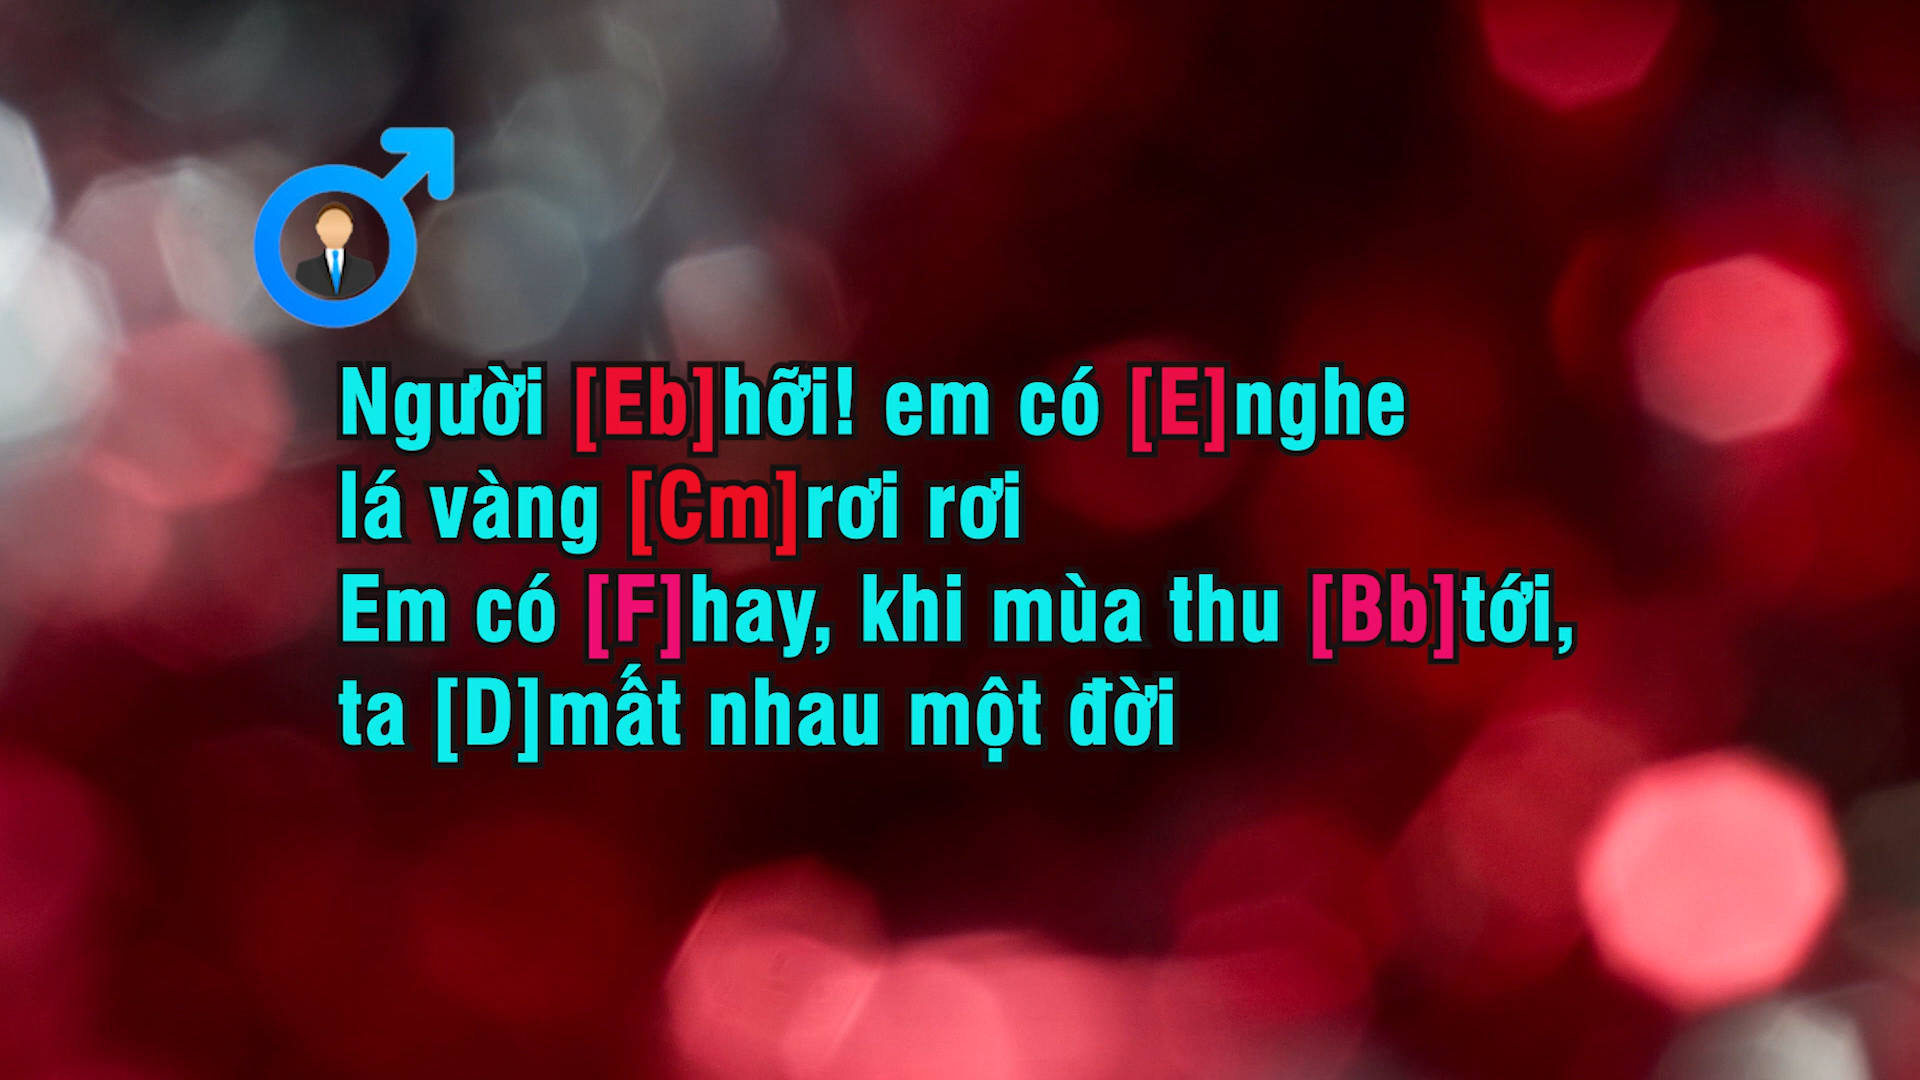 Người [Eb]hỡi! em có [E]nghe
lá vàng [Cm]rơi rơi
Em có [F]hay, khi mùa thu [Bb]tới,
ta [D]mất nhau một đời